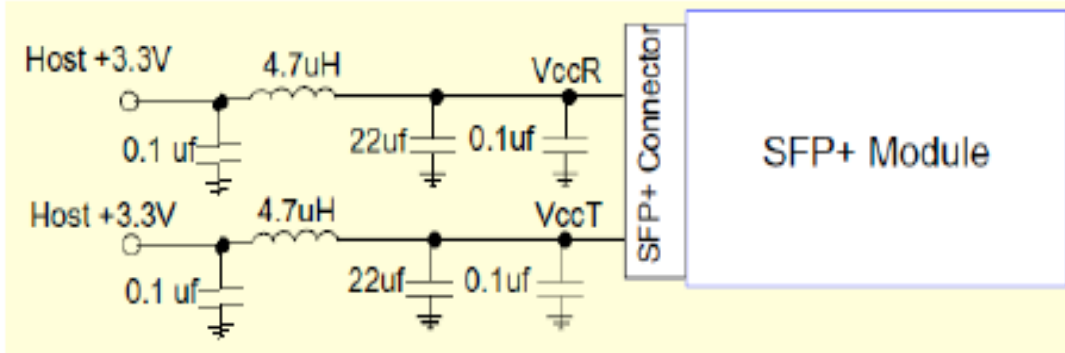 Host +3.3V
4.7uH
VccR
0.1 uf
22uf
0.1uf
Host +3.3V
4.7uH
VccT
0.1 uf
22uf
0.1uf
SFP+ Connector
SFP+ Module